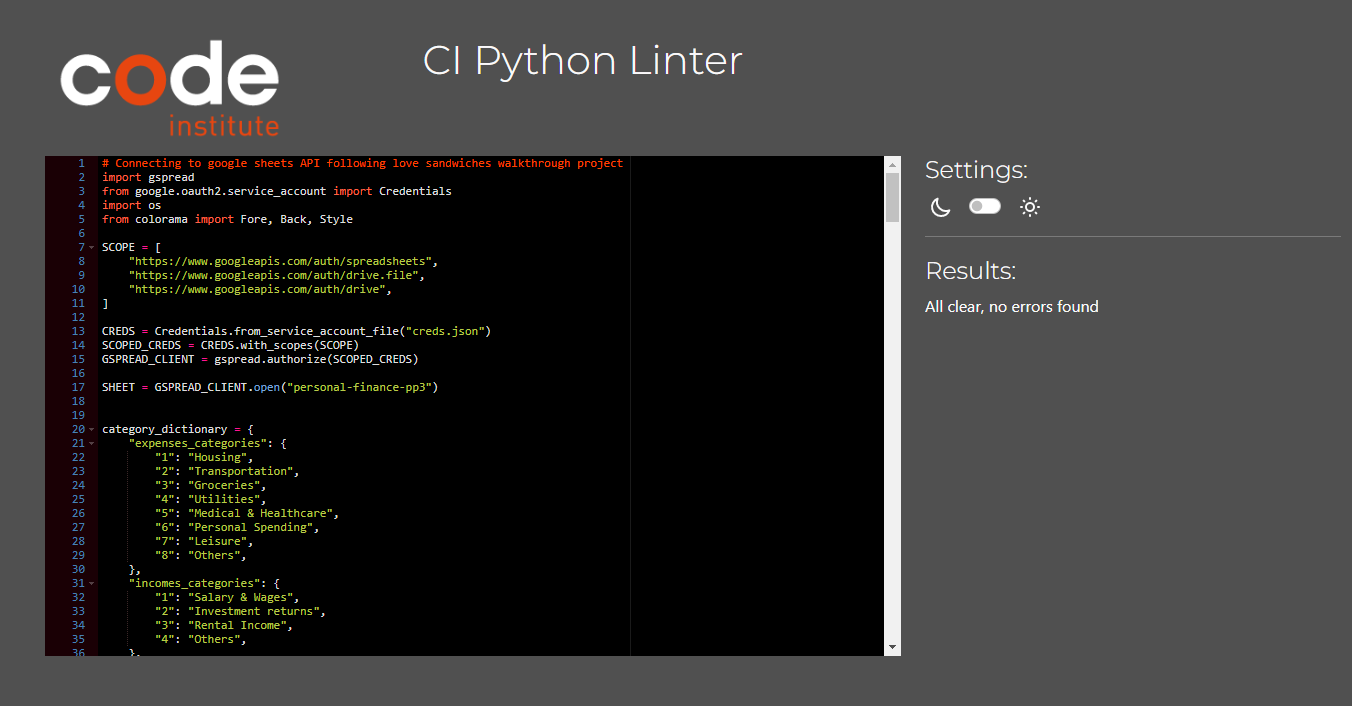 code
institute
CI Python Linter
1 # Connecting to google sheets API following love sandwiches walkthrough project
2 import gspread
3 from google.oauth2.service_account import Credentials
4 import os
5 from colorama import Fore, Back, Style
6
7 SCOPE = [
8     "https://www.googleapis.com/auth/spreadsheets",
9     "https://www.googleapis.com/auth/drive.file",
10     "https://www.googleapis.com/auth/drive",
11 ]
12
13 CREDS = Credentials.from_service_account_file("creds.json")
14 SCOPED_CREDS = CREDS.with_scopes(SCOPE)
15 GSPREAD_CLIENT = gspread.authorize(SCOPED_CREDS)
16
17 SHEET = GSPREAD_CLIENT.open("personal-finance-pp3")
18
19
20 category_dictionary = {
21     "expenses_categories": {
22         "1": "Housing",
23         "2": "Transportation",
24         "3": "Groceries",
25         "4": "Utilities",
26         "5": "Medical & Healthcare",
27         "6": "Personal Spending",
28         "7": "Leisure",
29         "8": "Others",
30     },
31     "incomes_categories": {
32         "1": "Salary & Wages",
33         "2": "Investment returns",
34         "3": "Rental Income",
35         "4": "Others",
36     },
Settings:
Results:
All clear, no errors found